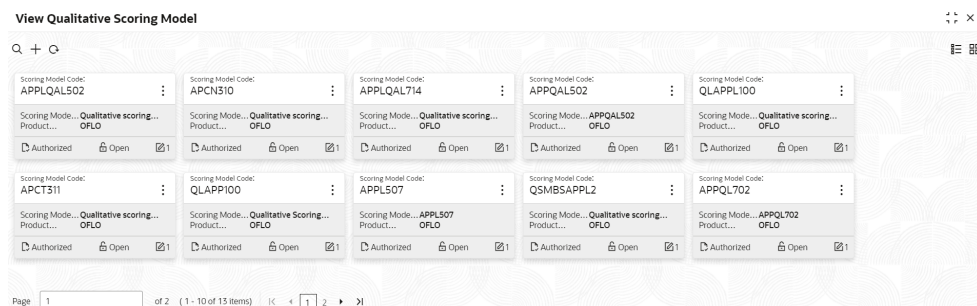 View Qualitative Scoring Model
Scoring Model Code:
APPLQAL502
Scoring Mode... Qualitative scoring...
Product... OFLO
Authorized Open 1
Scoring Model Code:
APCN310
Scoring Mode... Qualitative scoring...
Product... OFLO
Authorized Open 1
Scoring Model Code:
APPLQAL714
Scoring Mode... Qualitative scoring...
Product... OFLO
Authorized Open 1
Scoring Model Code:
APPQAL502
Scoring Mode... APPQAL502
Product... OFLO
Authorized Open 1
Scoring Model Code:
QLAPPL100
Scoring Mode... Qualitative scoring...
Product... OFLO
Authorized Open 1
Scoring Model Code:
APCT311
Scoring Mode... Qualitative scoring...
Product... OFLO
Authorized Open 1
Scoring Model Code:
QLAPP100
Scoring Mode... Qualitative Scoring...
Product... OFLO
Authorized Open 1
Scoring Model Code:
APPL507
Scoring Mode... APPL507
Product... OFLO
Authorized Open 1
Scoring Model Code:
QSMBSAPPL2
Scoring Mode... Qualitative scoring...
Product... OFLO
Authorized Open 1
Scoring Model Code:
APPQL702
Scoring Mode... APPQL702
Product... OFLO
Authorized Open 1
Page 1 of 2 (1 - 10 of 13 items) 1 2